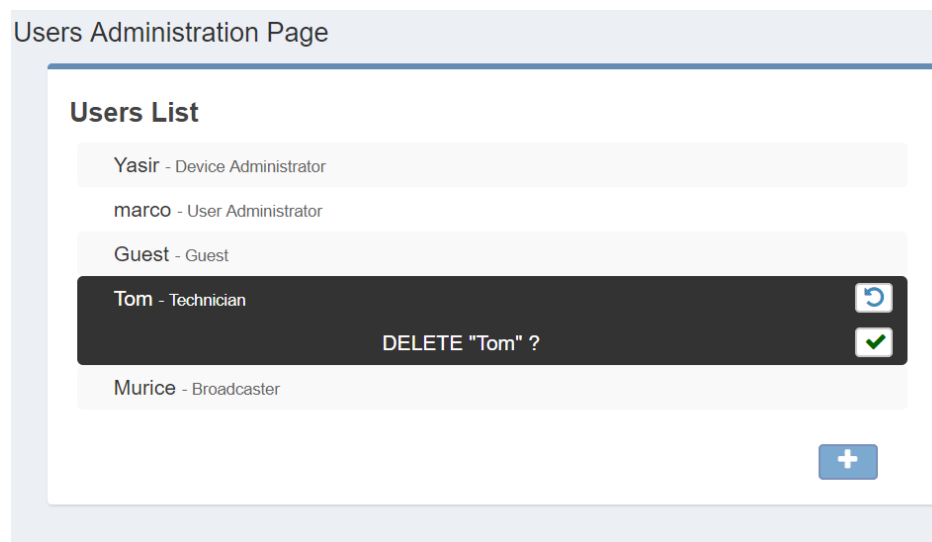 Users Administration Page
Users List
Yasir - Device Administrator
marco - User Administrator
Guest - Guest
Tom - Technician
DELETE "Tom" ?
Murice - Broadcaster